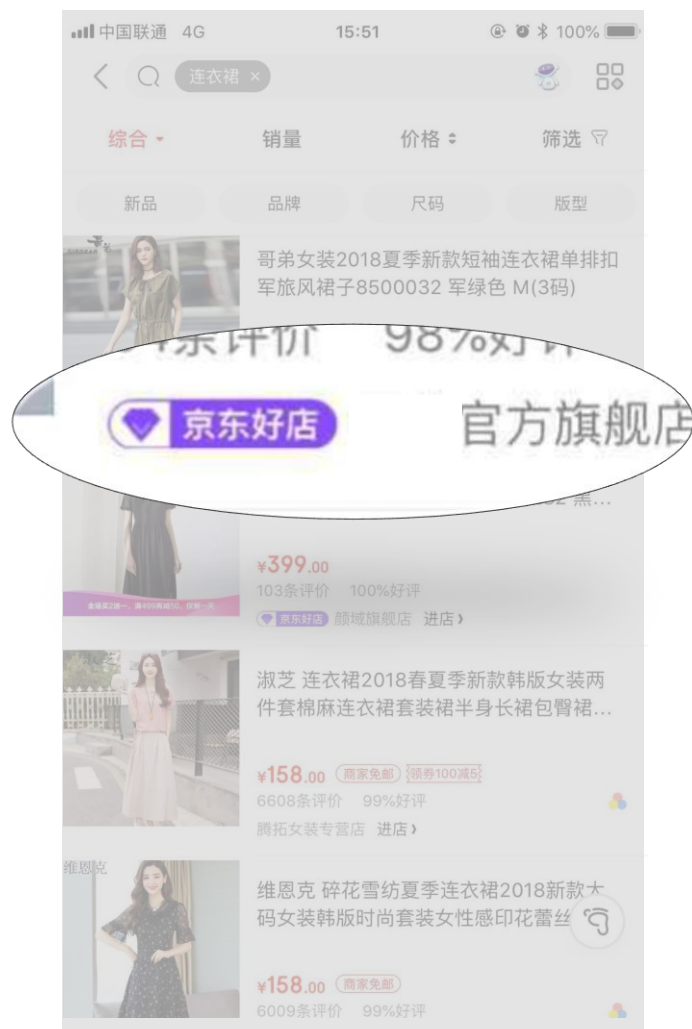 中国联通 4G 15:51 100%
连衣裙 ×
综合 销量 价格 筛选
新品 品牌 尺码 版型
哥弟女装2018夏季新款短袖连衣裙单排扣
军旅风裙子8500032 军绿色 M(3码)
条评价 98%好评
京东好店 官方旗舰店
黑...
¥399.00
103条评价 100%好评
京东好店 颜域旗舰店 进店
淑芝 连衣裙2018春夏季新款韩版女装两
件套棉麻连衣裙套装裙半身长裙包臀裙...
¥158.00 商家免邮 领券100减5
6608条评价 99%好评
腾拓女装专营店 进店
维恩克
维恩克 碎花雪纺夏季连衣裙2018新款大
码女装韩版时尚套装女性感印花蕾丝
¥158.00 商家免邮
6009条评价 99%好评